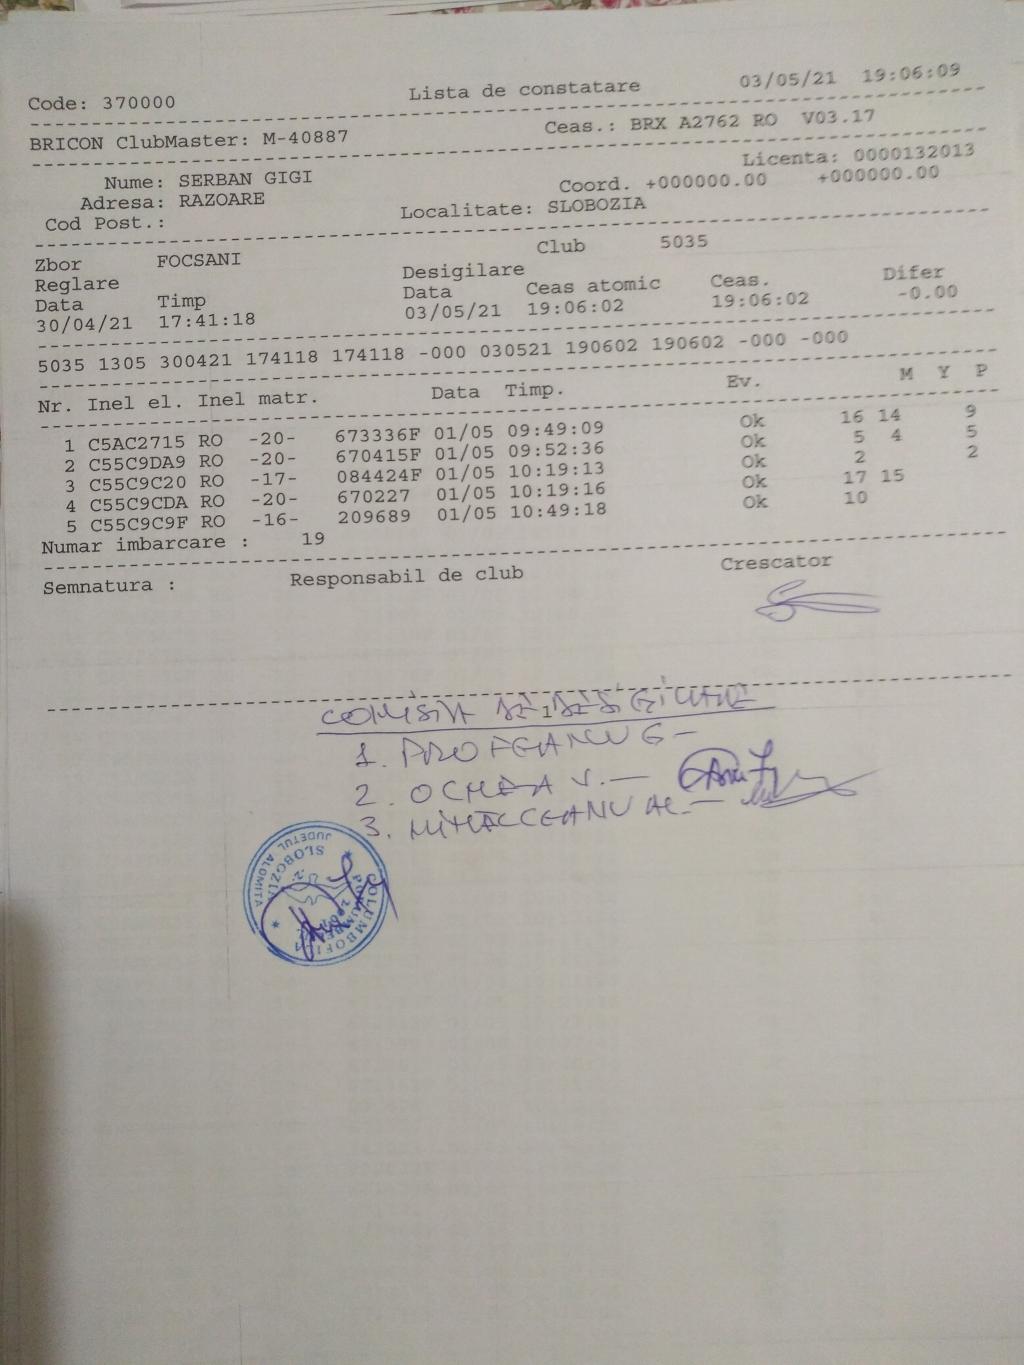 Code: 370000 Lista de constatare 03/05/21 19:06:09
BRICON ClubMaster: M-40887 Ceas.: BRX A2762 RO V03.17
Licenta: 0000132013
Nume: SERBAN GIGI Coord. +000000.00 +000000.00
Adresa: RAZOARE
Cod Post.: Localitate: SLOBOZIA
Zbor FOCSANI Club 5035
Reglare Desigilare
Data Timp Data Ceas atomic Ceas. Difer
30/04/21 17:41:18 03/05/21 19:06:02 19:06:02 -0.00
5035 1305 300421 174118 174118 -000 030521 190602 190602 -000 -000
Nr. Inel el. Inel matr. Data Timp. Ev. M Y P
1 C5AC2715 RO -20- 673336F 01/05 09:49:09 Ok 16 14 9
2 C55C9DA9 RO -20- 670415F 01/05 09:52:36 Ok 5 4 5
3 C55C9C20 RO -17- 084424F 01/05 10:19:13 Ok 2 2
4 C55C9CDA RO -20- 670227 01/05 10:19:16 Ok 17 15
5 C55C9C9F RO -16- 209689 01/05 10:49:18 Ok 10
Numar imbarcare : 19
Semnatura : Responsabil de club Crescator
COMISIA DE DESIGILARE
1. PROFEANU G -
2. OCHEA V. -
3. AL. -
JUDETUL IALOMITA
SLOBOZIA